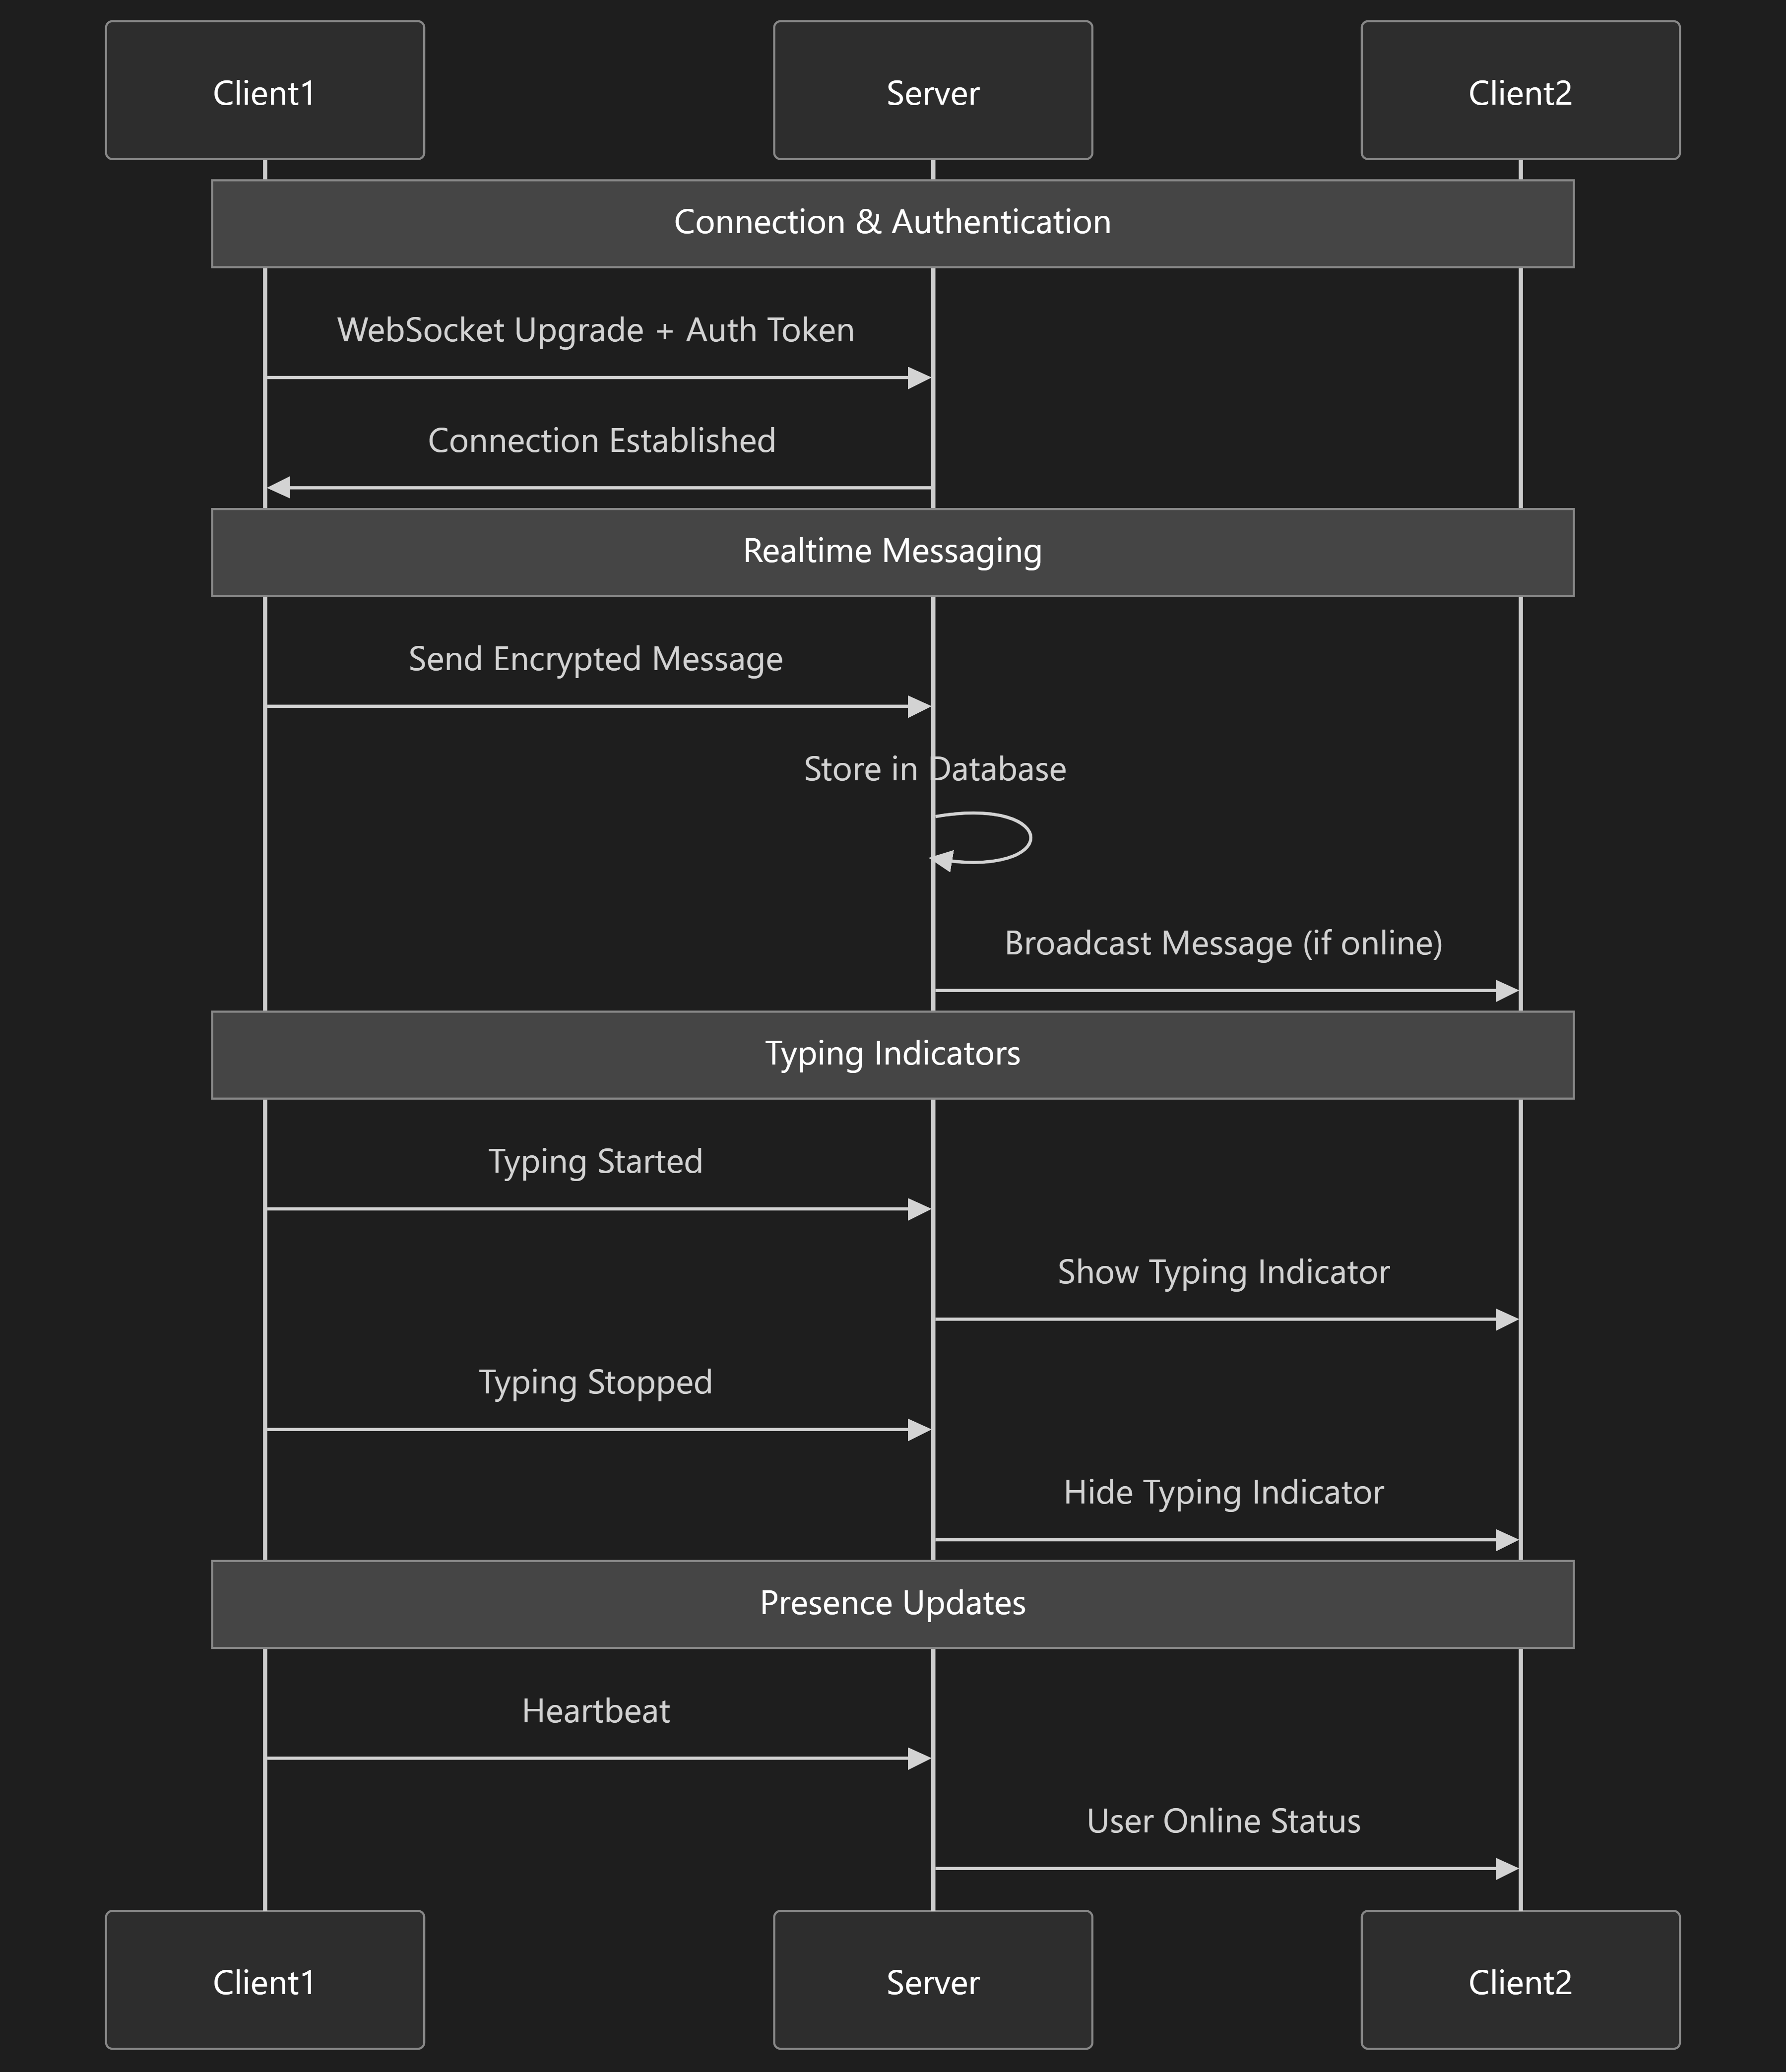 Client1
Server
Client2
Connection & Authentication
WebSocket Upgrade + Auth Token
Connection Established
Realtime Messaging
Send Encrypted Message
Store in Database
Broadcast Message (if online)
Typing Indicators
Typing Started
Show Typing Indicator
Typing Stopped
Hide Typing Indicator
Presence Updates
Heartbeat
User Online Status
Client1
Server
Client2